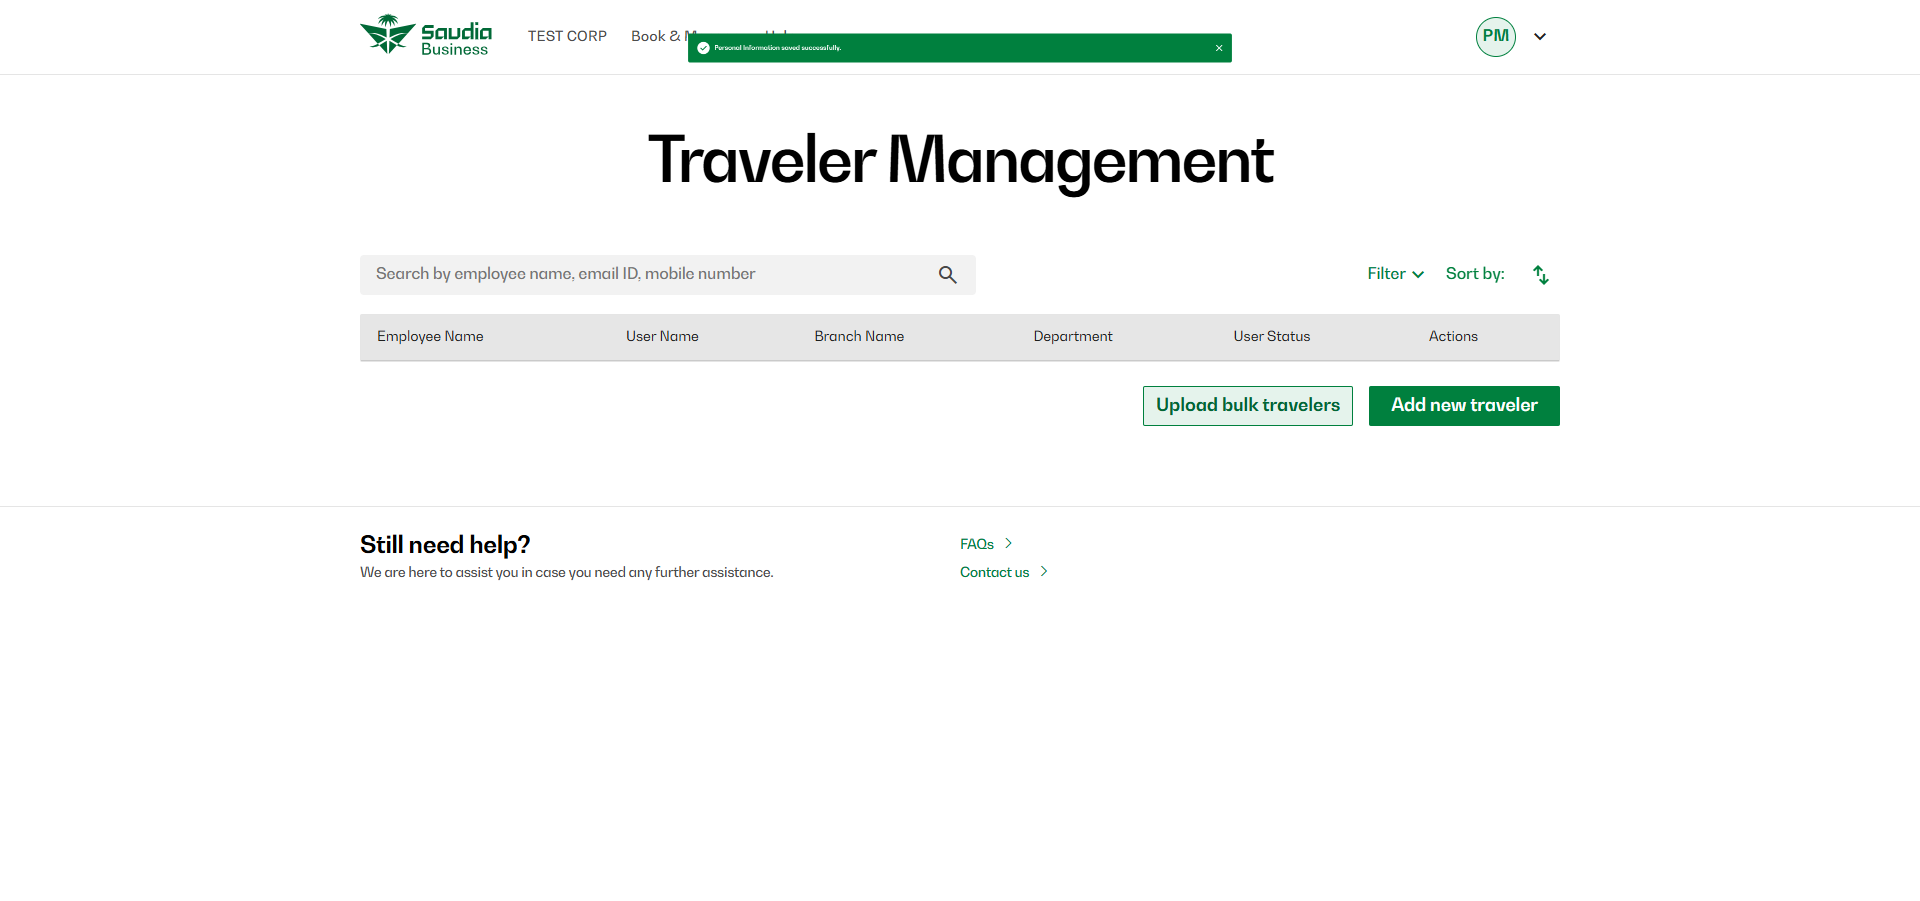 Saudia
Business
TEST CORP
Book &
Personal Information saved successfully.
PM
Traveler Management
Search by employee name, email ID, mobile number
Filter
Sort by:
Employee Name User Name Branch Name Department User Status Actions
Upload bulk travelers
Add new traveler
Still need help?
We are here to assist you in case you need any further assistance.
FAQs
Contact us